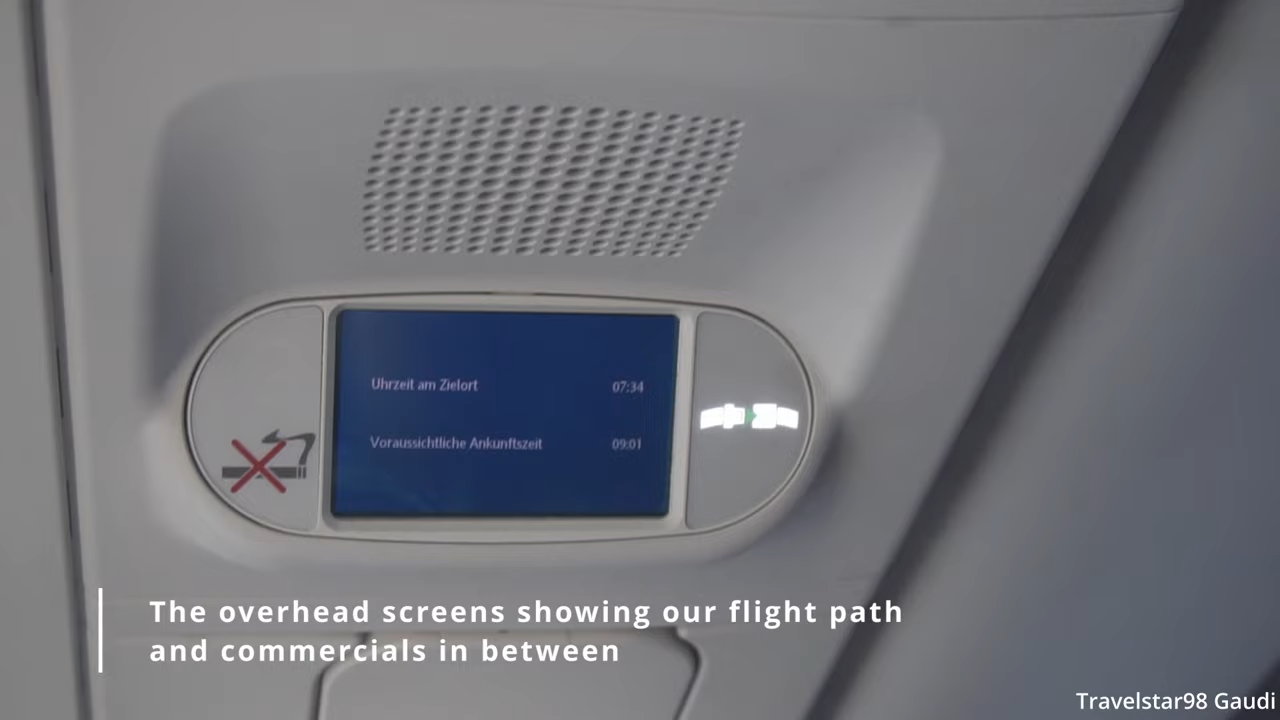 Uhrzeit am Zielort 07:34
Voraussichtliche Ankunftszeit 09:01
The overhead screens showing our flight path
and commercials in between
Travelstar98 Gaudi